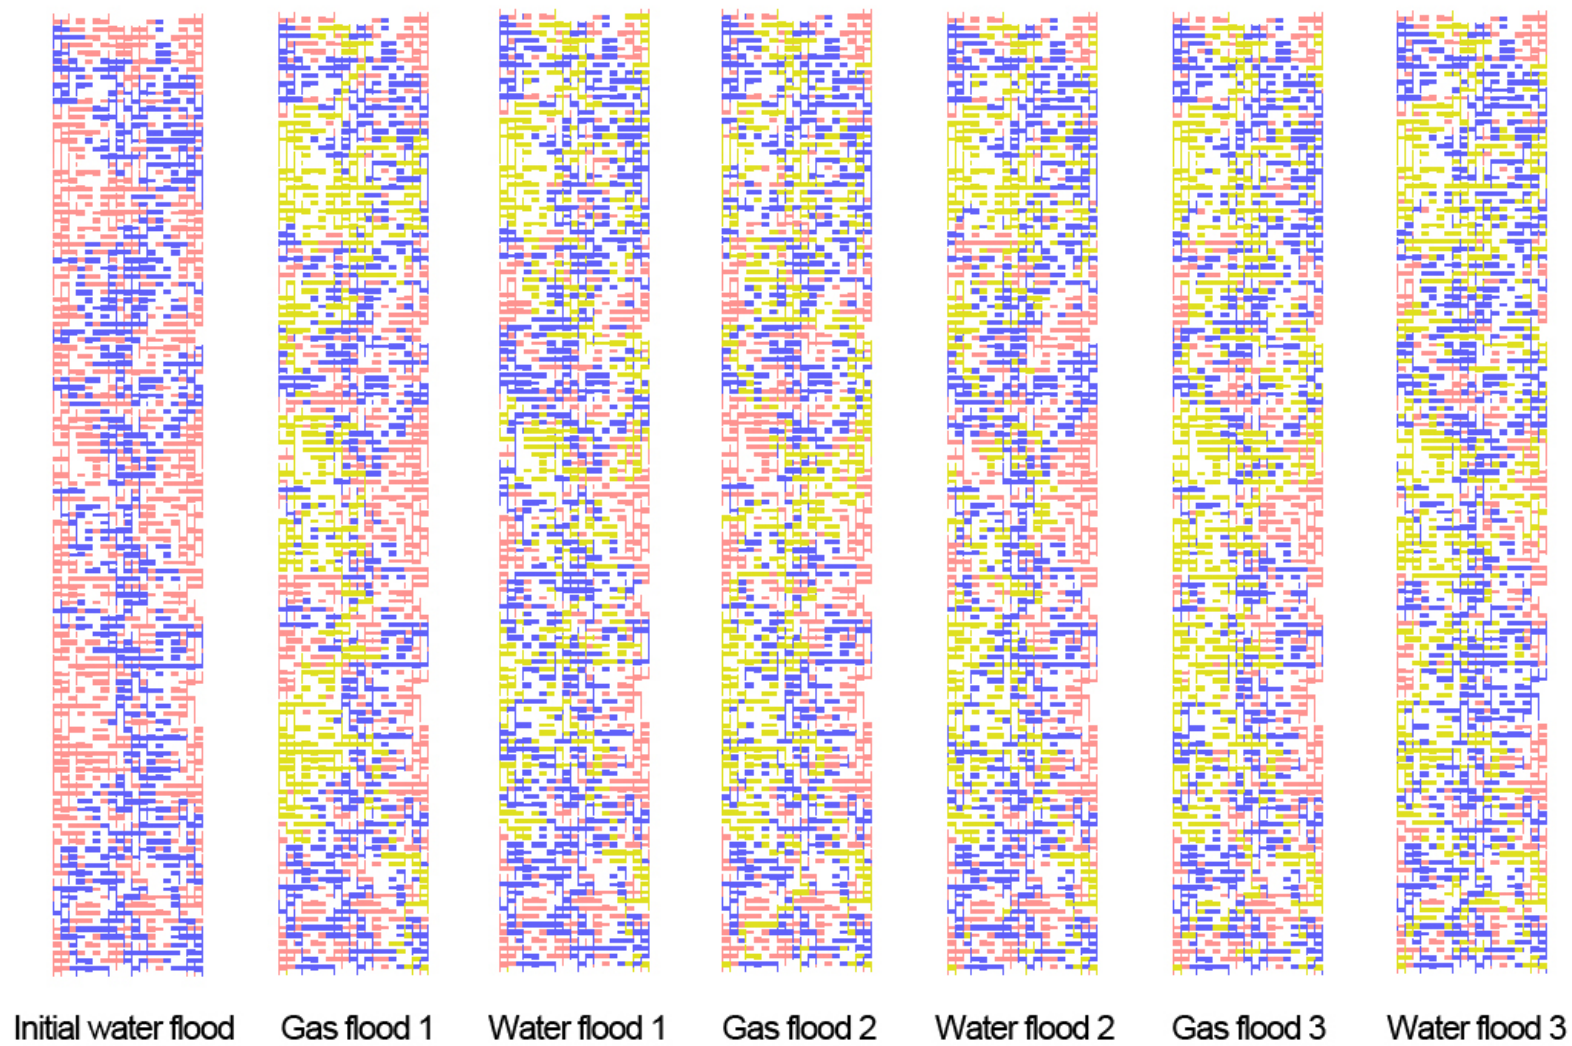 Initial water flood
Gas flood 1
Water flood 1
Gas flood 2
Water flood 2
Gas flood 3
Water flood 3